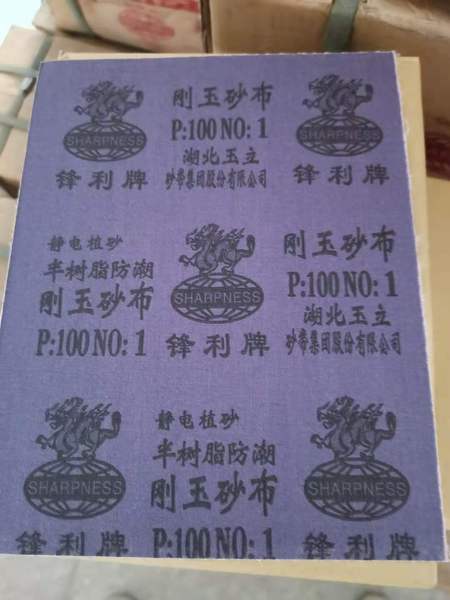 刚玉砂布
P:100 NO: 1
SHARPNESS
SHARPNESS
湖北玉立
锋利牌
砂带集团股份有限公司
锋利牌
静电植砂
半树脂防潮
刚玉砂布
P:100 NO: 1
SHARPNESS
锋利牌
刚玉砂布
P:100 NO: 1
湖北玉立
砂带集团股份有限公司
SHARPNESS
锋利牌
静电植砂
半树脂防潮
刚玉砂布
P:100 NO: 1
SHARPNESS
锋利牌